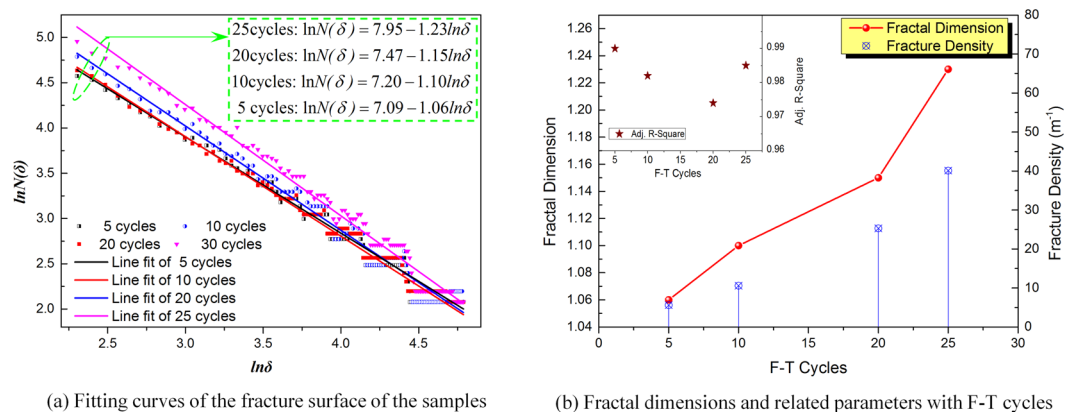 (a)
25cycles: lnN(δ) = 7.95 − 1.23lnδ
20cycles: lnN(δ) = 7.47 − 1.15lnδ
10cycles: lnN(δ) = 7.20 − 1.10lnδ
5 cycles: lnN(δ) = 7.09 − 1.06lnδ
5.0
4.5
4.0
3.5
3.0
2.5
2.0
lnN(δ)
5 cycles 10 cycles
20 cycles 30 cycles
Line fit of 5 cycles
Line fit of 10 cycles
Line fit of 20 cycles
Line fit of 25 cycles
2.5 3.0 3.5 4.0 4.5
lnδ
(a) Fitting curves of the fracture surface of the samples
(b)
Fractal Dimension
Fracture Density
1.26
1.24
1.22
1.20
1.18
1.16
1.14
1.12
1.10
1.08
1.06
1.04
Fractal Dimension
0.99
0.98
0.97
0.96
Adj. R-Square
Adj. R-Square
0 5 10 15 20 25 30
F-T Cycles
80
70
60
50
40
30
20
10
0
Fracture Density (m⁻¹)
0 5 10 15 20 25 30
F-T Cycles
(b) Fractal dimensions and related parameters with F-T cycles